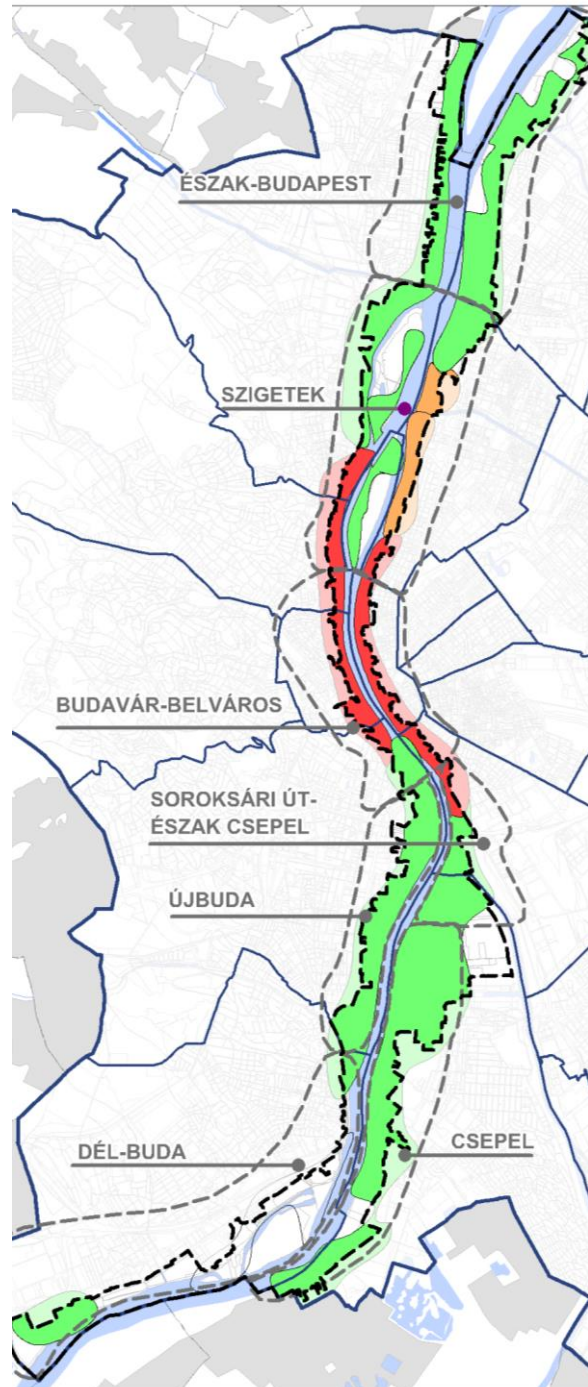 ÉSZAK-BUDAPEST
SZIGETEK
BUDAVÁR-BELVÁROS
SOROKSÁRI ÚT-
ÉSZAK CSEPEL
ÚJBUDA
DÉL-BUDA
CSEPEL